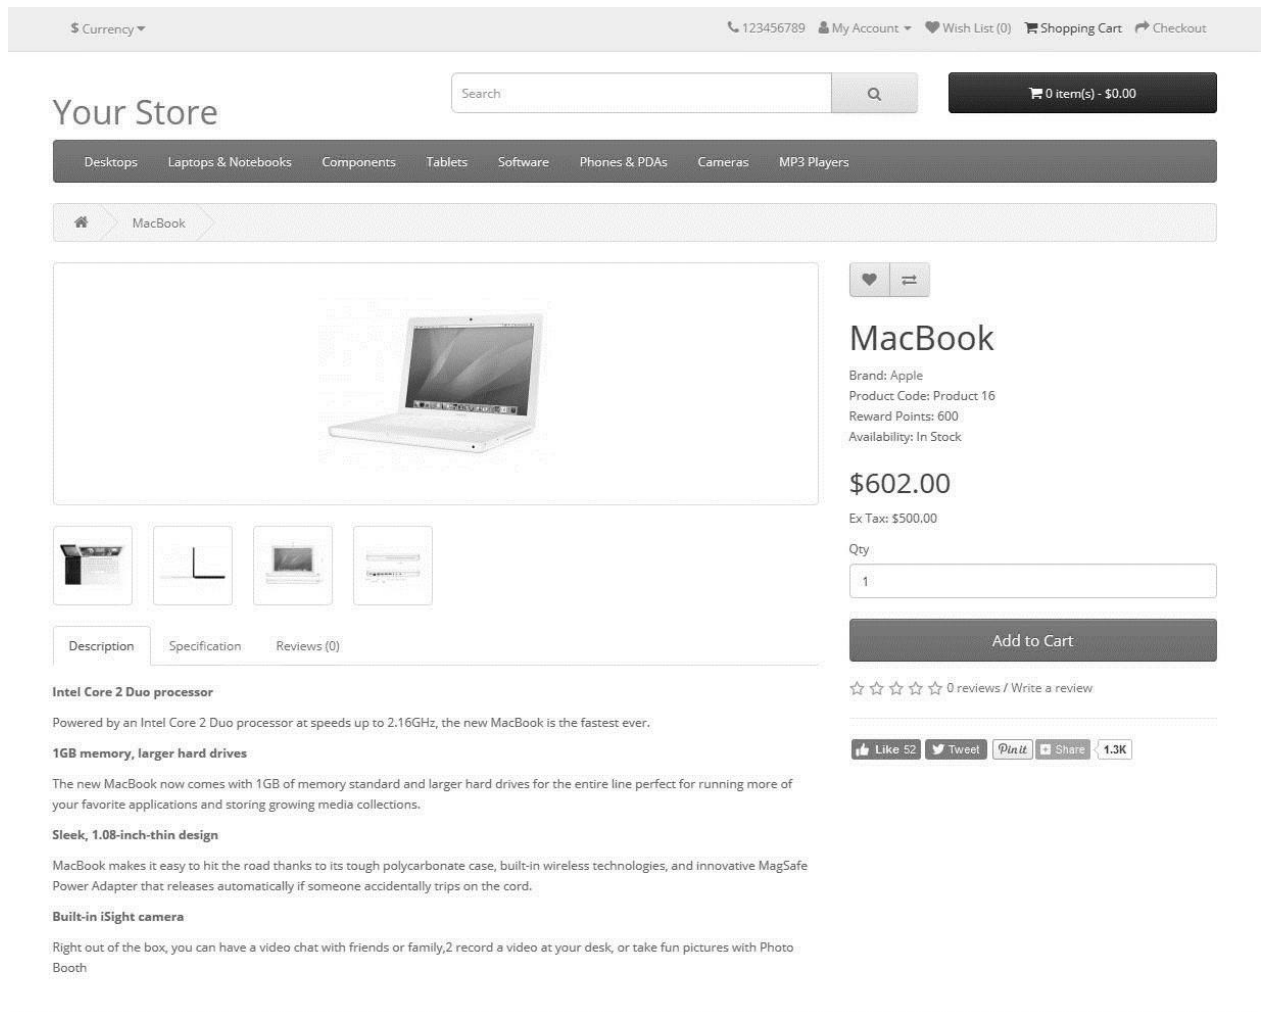 $ Currency
123456789 My Account Wish List (0) Shopping Cart Checkout
Your Store
Search
0 item(s) - $0.00
Desktops Laptops & Notebooks Components Tablets Software Phones & PDAs Cameras MP3 Players
MacBook
MacBook
Brand: Apple
Product Code: Product 16
Reward Points: 600
Availability: In Stock
$602.00
Ex Tax: $500.00
Qty
1
Add to Cart
0 reviews / Write a review
Like 52 Tweet Pin it Share 1.3K
Description Specification Reviews (0)
Intel Core 2 Duo processor
Powered by an Intel Core 2 Duo processor at speeds up to 2.16GHz, the new MacBook is the fastest ever.
1GB memory, larger hard drives
The new MacBook now comes with 1GB of memory standard and larger hard drives for the entire line perfect for running more of
your favorite applications and storing growing media collections.
Sleek, 1.08-inch-thin design
MacBook makes it easy to hit the road thanks to its tough polycarbonate case, built-in wireless technologies, and innovative MagSafe
Power Adapter that releases automatically if someone accidentally trips on the cord.
Built-in iSight camera
Right out of the box, you can have a video chat with friends or family,2 record a video at your desk, or take fun pictures with Photo
Booth